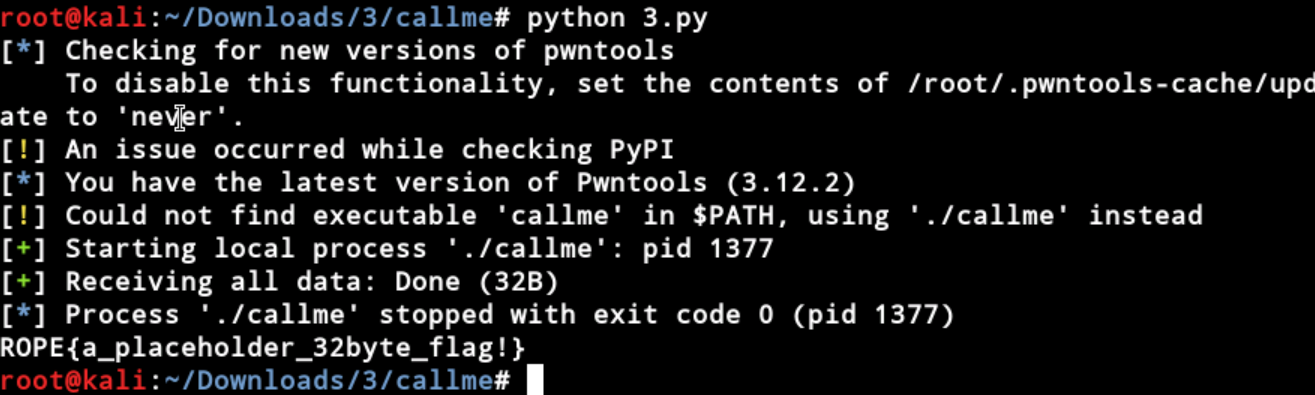 root@kali:~/Downloads/3/callme# python 3.py
[*] Checking for new versions of pwntools
    To disable this functionality, set the contents of /root/.pwntools-cache/upd
ate to 'never'.
[!] An issue occurred while checking PyPI
[*] You have the latest version of Pwntools (3.12.2)
[!] Could not find executable 'callme' in $PATH, using './callme' instead
[+] Starting local process './callme': pid 1377
[+] Receiving all data: Done (32B)
[*] Process './callme' stopped with exit code 0 (pid 1377)
ROPE{a_placeholder_32byte_flag!}
root@kali:~/Downloads/3/callme#